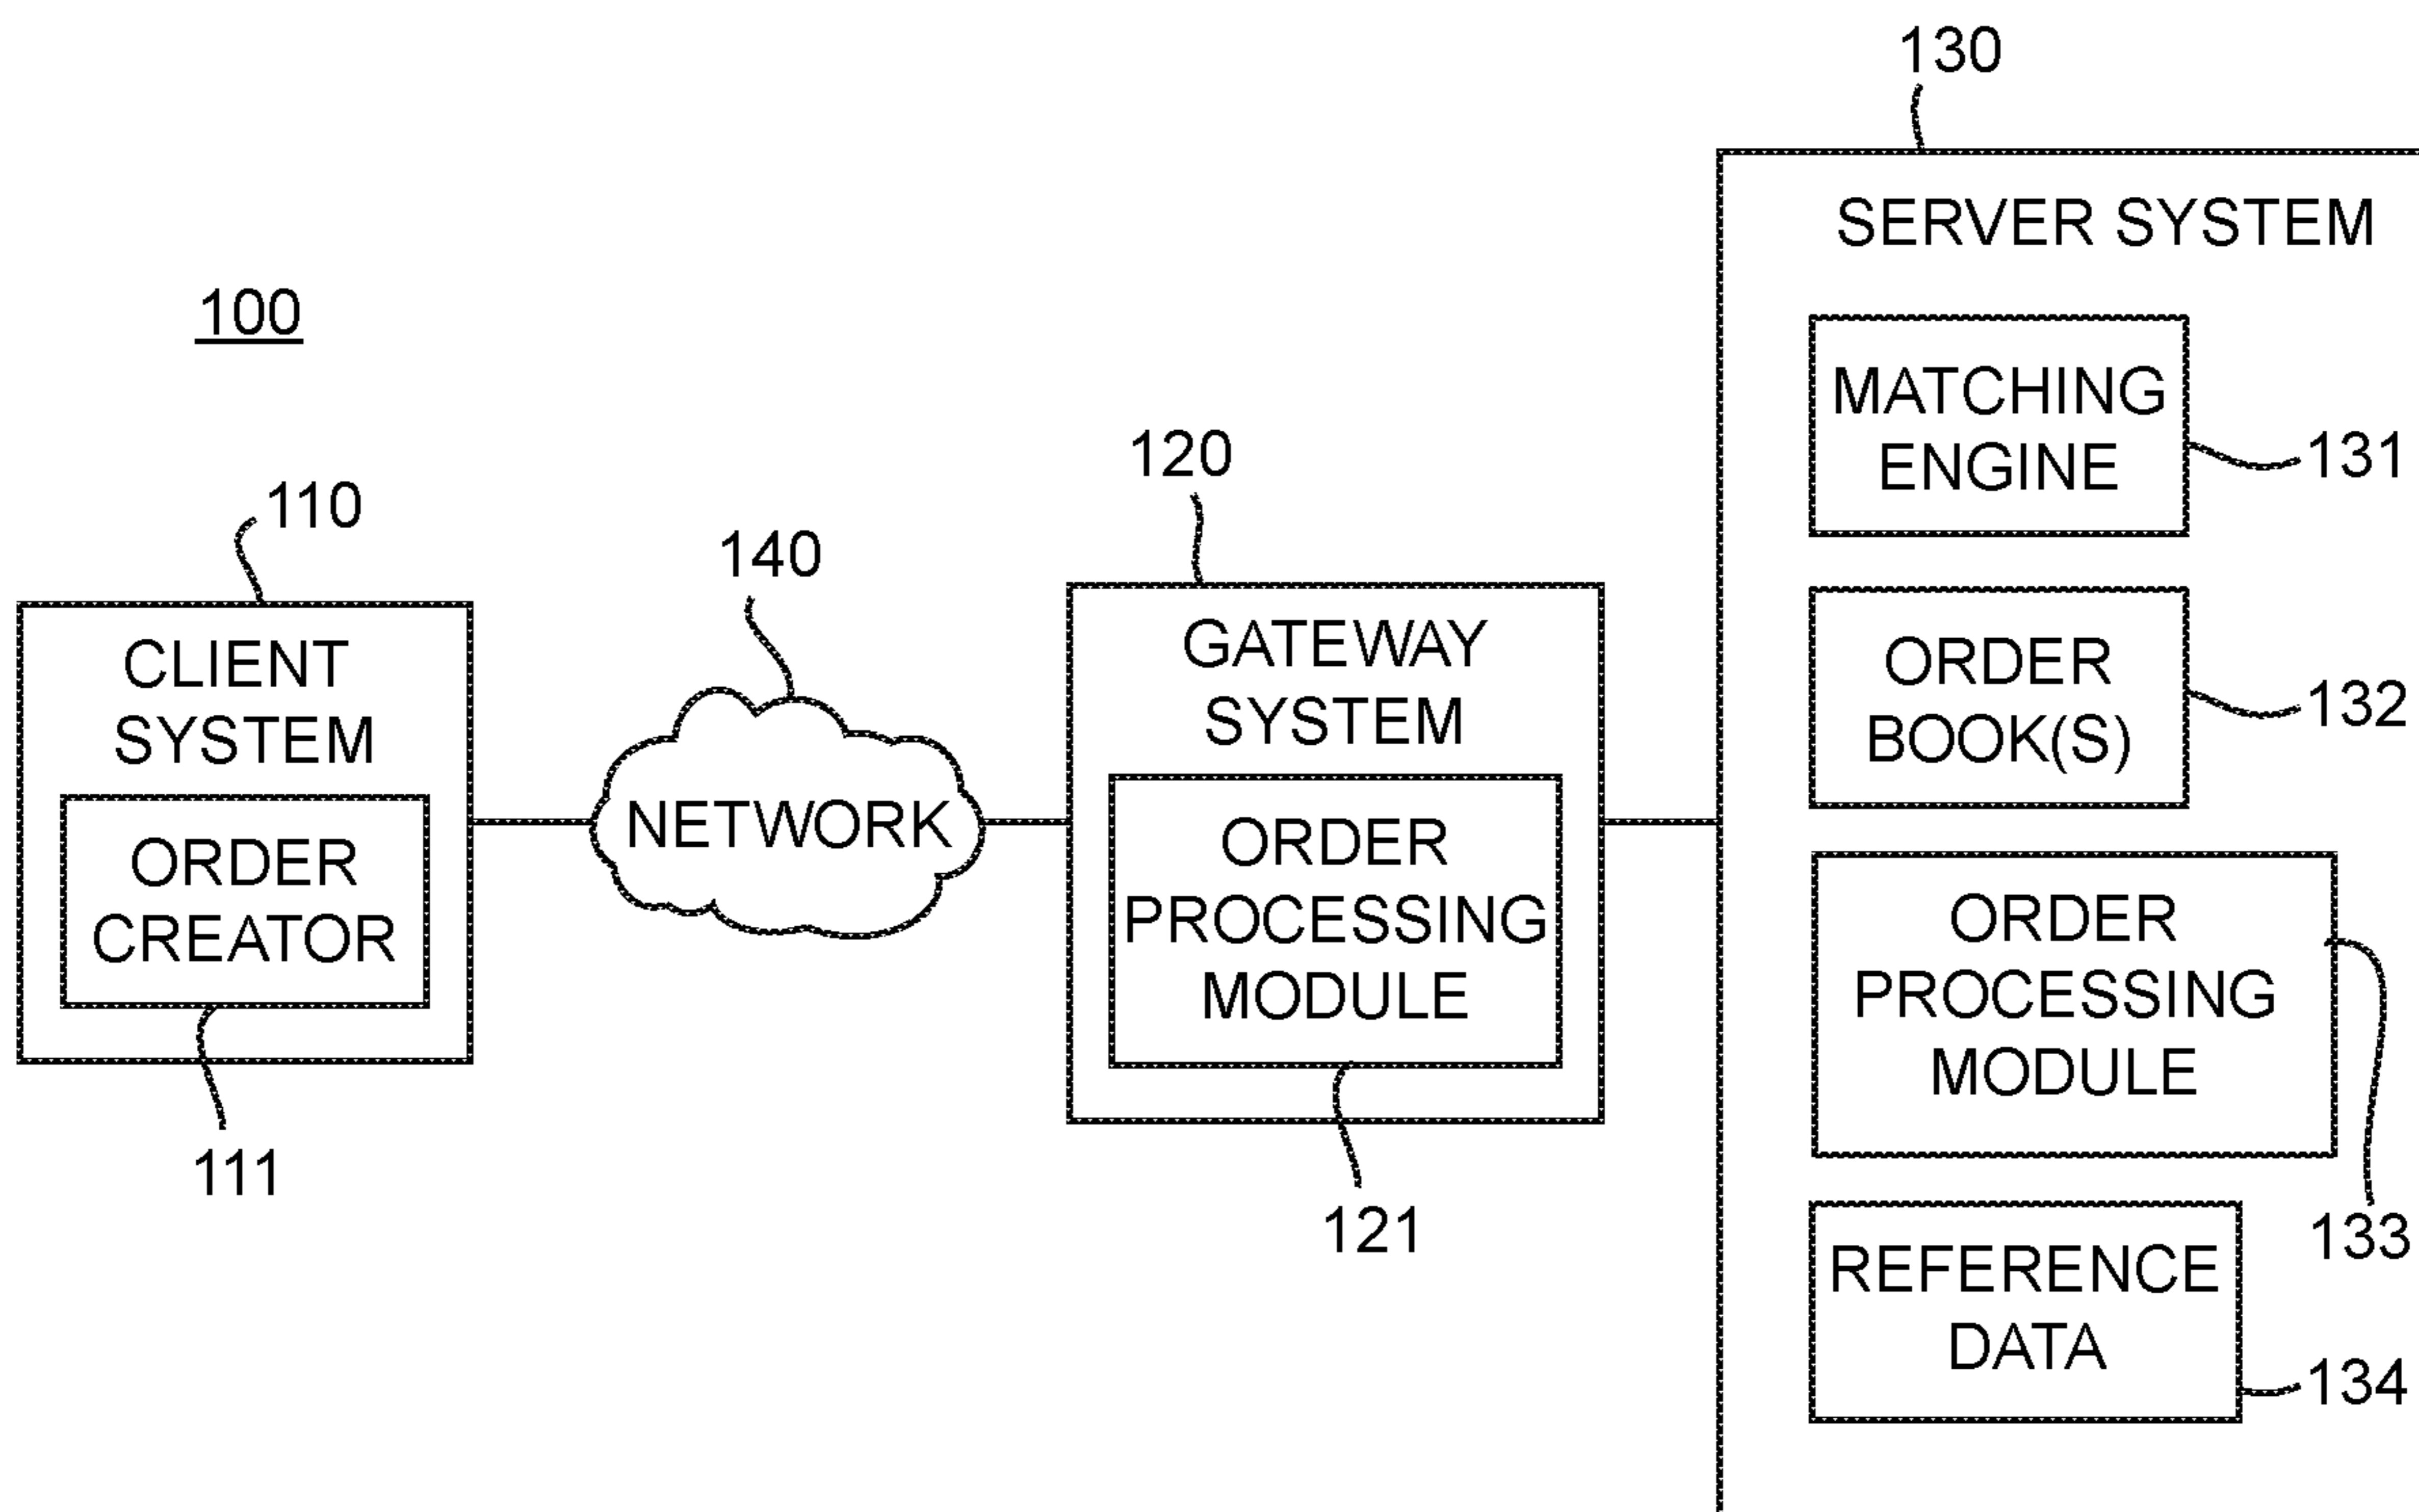 100
110
CLIENT
SYSTEM
ORDER
CREATOR
111
140
NETWORK
120
GATEWAY
SYSTEM
ORDER
PROCESSING
MODULE
121
130
SERVER SYSTEM
MATCHING
ENGINE
131
ORDER
BOOK(S)
132
ORDER
PROCESSING
MODULE
133
REFERENCE
DATA
134